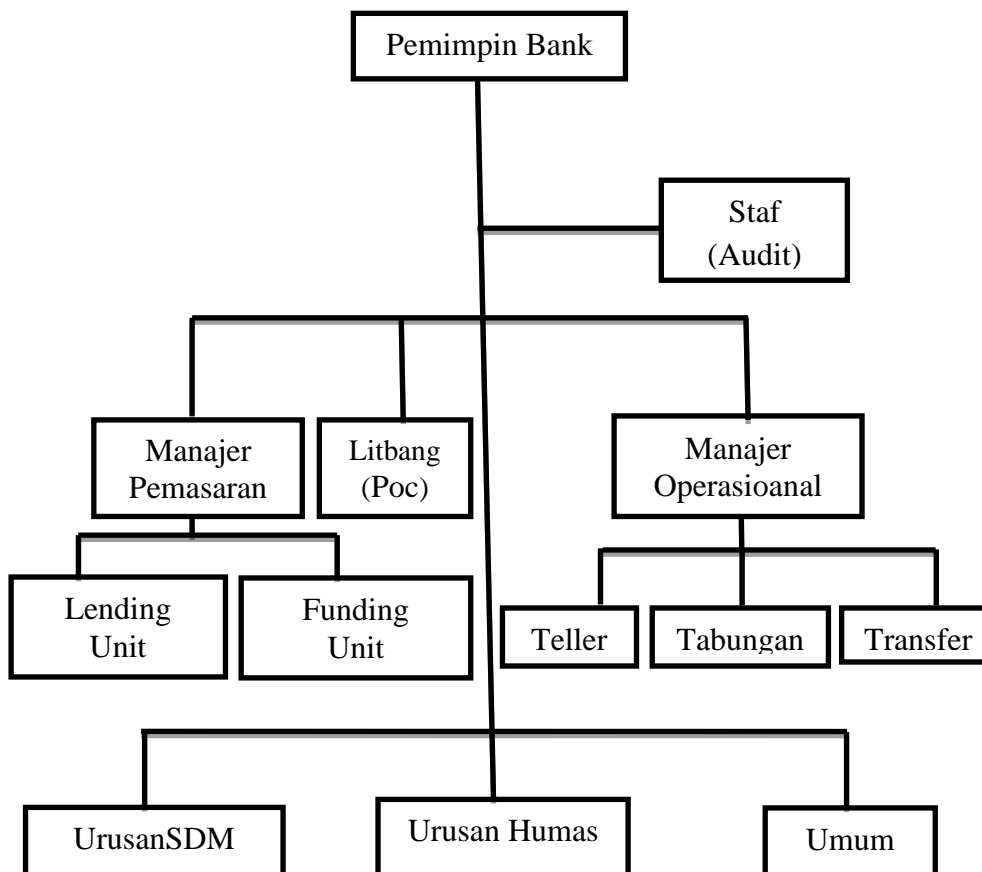 Pemimpin Bank
Staf
(Audit)
Manajer
Pemasaran
Litbang
(Poc)
Manajer
Operasioanal
Lending
Unit
Funding
Unit
Teller
Tabungan
Transfer
UrusanSDM
Urusan Humas
Umum